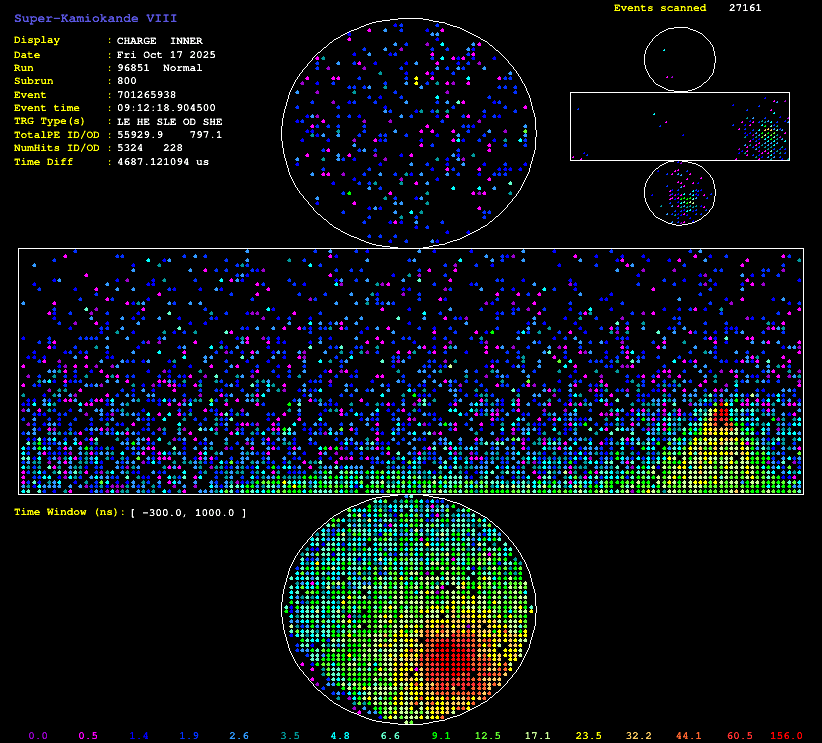 Super-Kamiokande VIII
Events scanned 27161
Display : CHARGE INNER
Date : Fri Oct 17 2025
Run : 96851 Normal
Subrun : 800
Event : 701265938
Event time : 09:12:18.904500
TRG Type(s) : LE HE SLE OD SHE
TotalPE ID/OD : 55929.9 797.1
NumHits ID/OD : 5324 228
Time Diff : 4687.121094 us
Time Window (ns): [ -300.0, 1000.0 ]
0.0 0.5 1.4 1.9 2.6 3.5 4.8 6.6 9.1 12.5 17.1 23.5 32.2 44.1 60.5 156.0